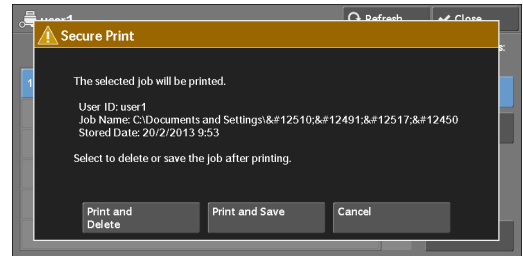 user1
Refresh
Close
Secure Print
1
The selected job will be printed.
User ID: user1
Job Name: C:\Documents and Settings\&#12510;&#12491;&#12517;&#12450
Stored Date: 20/2/2013 9:53
Select to delete or save the job after printing.
Print and
Delete
Print and Save
Cancel